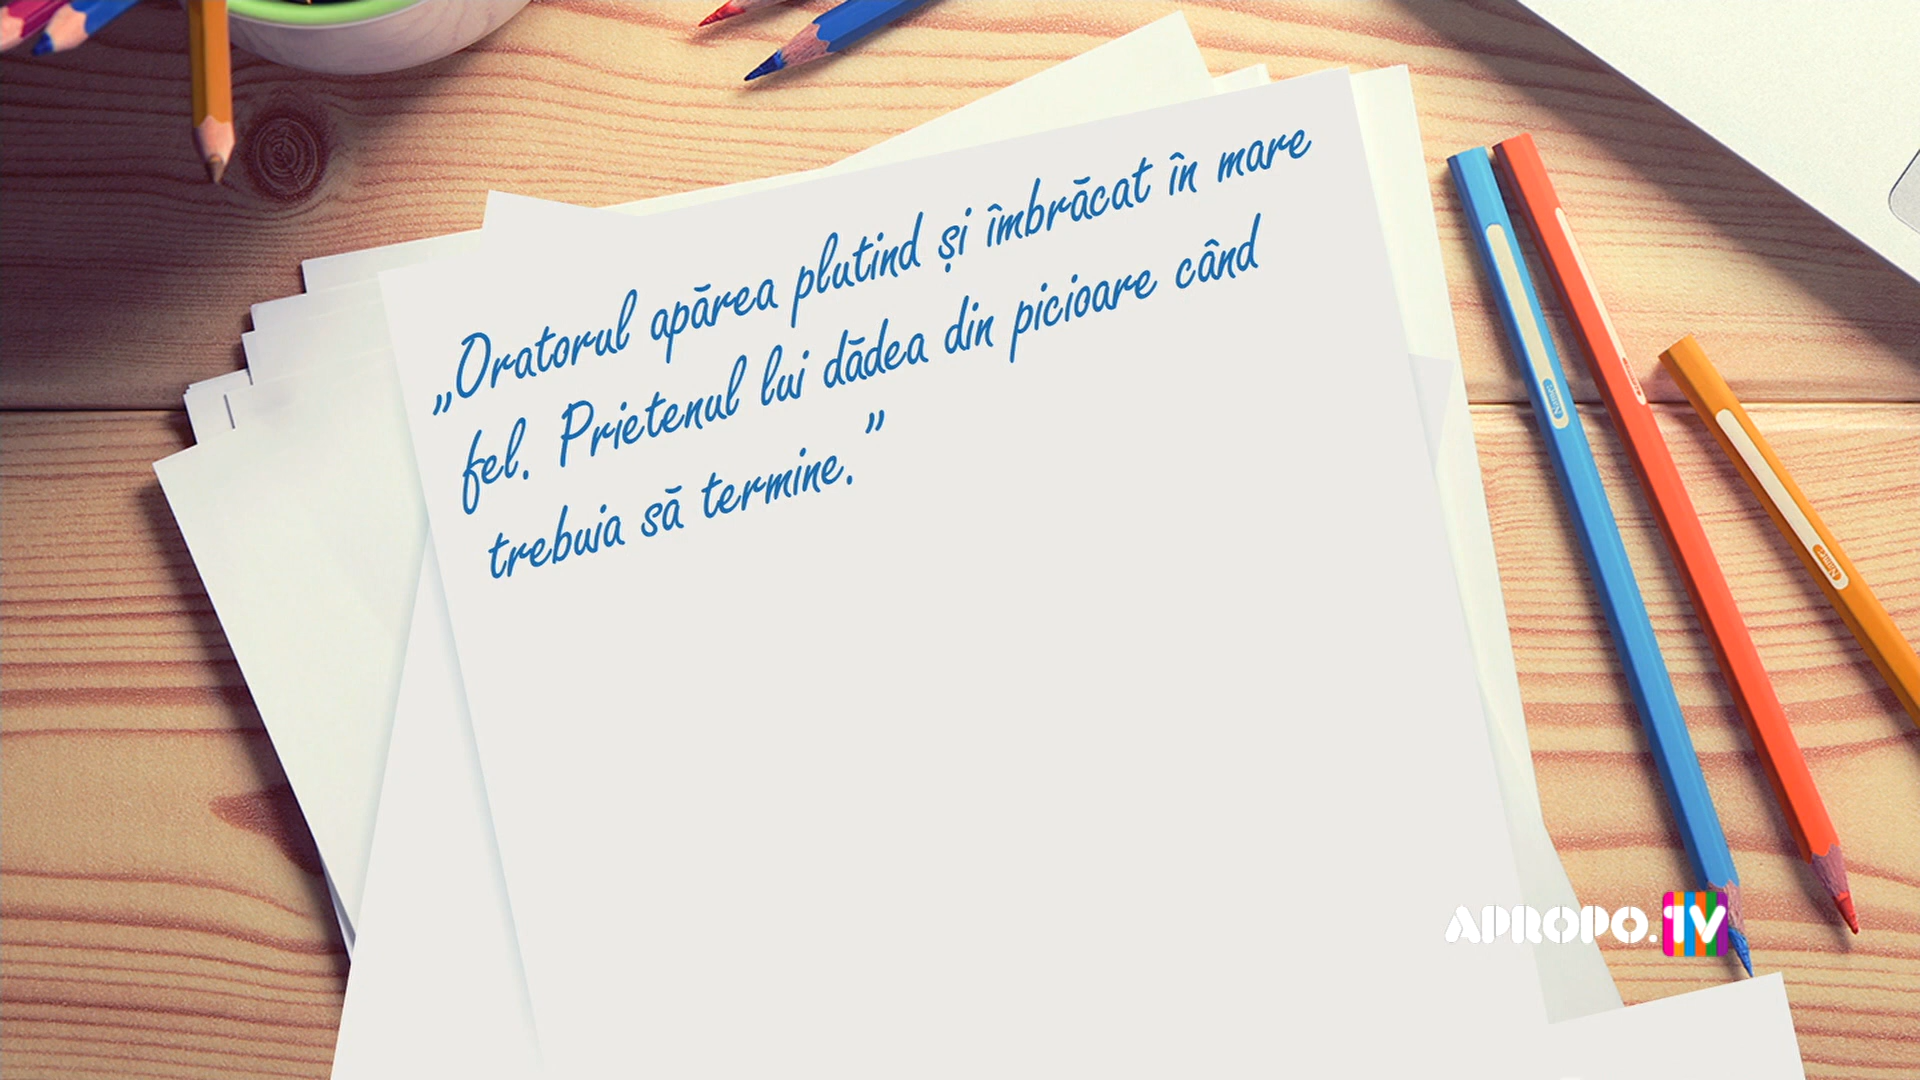 „Oratorul apărea plutind și îmbrăcat în mare
fel. Prietenul lui dădea din picioare când
trebuia să termine.”
APROPO.TV